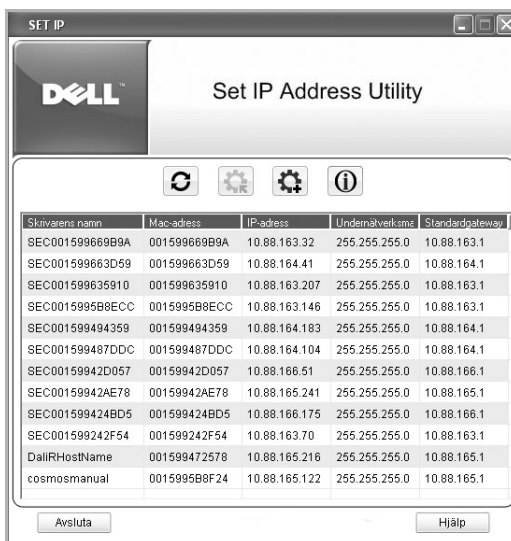 SET IP
DELL™
Set IP Address Utility
Skrivarens namn Mac-adress IP-adress Undernätverksma Standardgateway
SEC001599669B9A 001599669B9A 10.88.163.32 255.255.255.0 10.88.163.1
SEC001599663D59 001599663D59 10.88.164.41 255.255.255.0 10.88.164.1
SEC001599635910 001599635910 10.88.163.207 255.255.255.0 10.88.163.1
SEC0015995B8ECC 0015995B8ECC 10.88.163.146 255.255.255.0 10.88.163.1
SEC001599494359 001599494359 10.88.164.183 255.255.255.0 10.88.164.1
SEC001599487DDC 001599487DDC 10.88.164.104 255.255.255.0 10.88.164.1
SEC00159942D057 00159942D057 10.88.166.51 255.255.255.0 10.88.166.1
SEC00159942AE78 00159942AE78 10.88.165.241 255.255.255.0 10.88.165.1
SEC001599424BD5 001599424BD5 10.88.166.175 255.255.255.0 10.88.166.1
SEC001599242F54 001599242F54 10.88.163.70 255.255.255.0 10.88.163.1
DaliRHostName 001599472578 10.88.165.216 255.255.255.0 10.88.165.1
cosmosmanual 0015995B8F24 10.88.165.122 255.255.255.0 10.88.165.1
Avsluta Hjälp